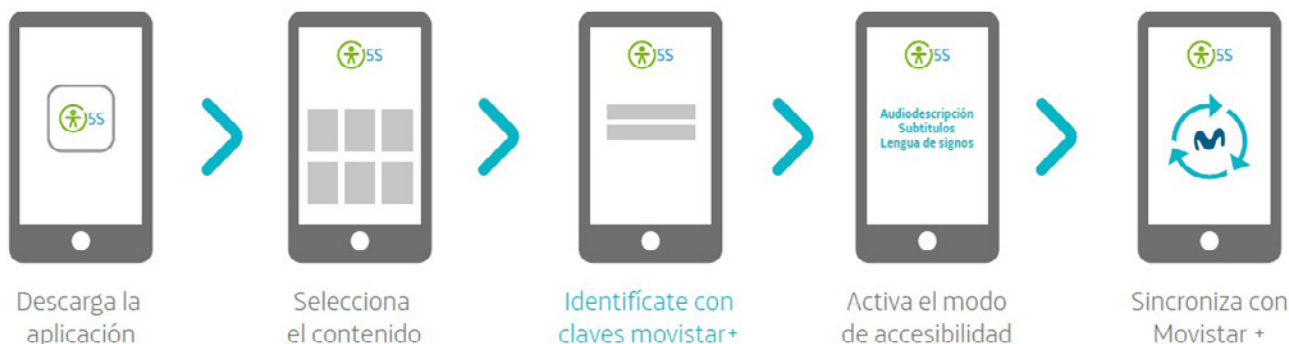 5S
5S
5S
5S
Audiodescripción
Subtítulos
Lengua de signos
5S
Descarga la
aplicación
Selecciona
el contenido
Identifícate con
claves movistar+
Activa el modo
de accesibilidad
Sincroniza con
Movistar +